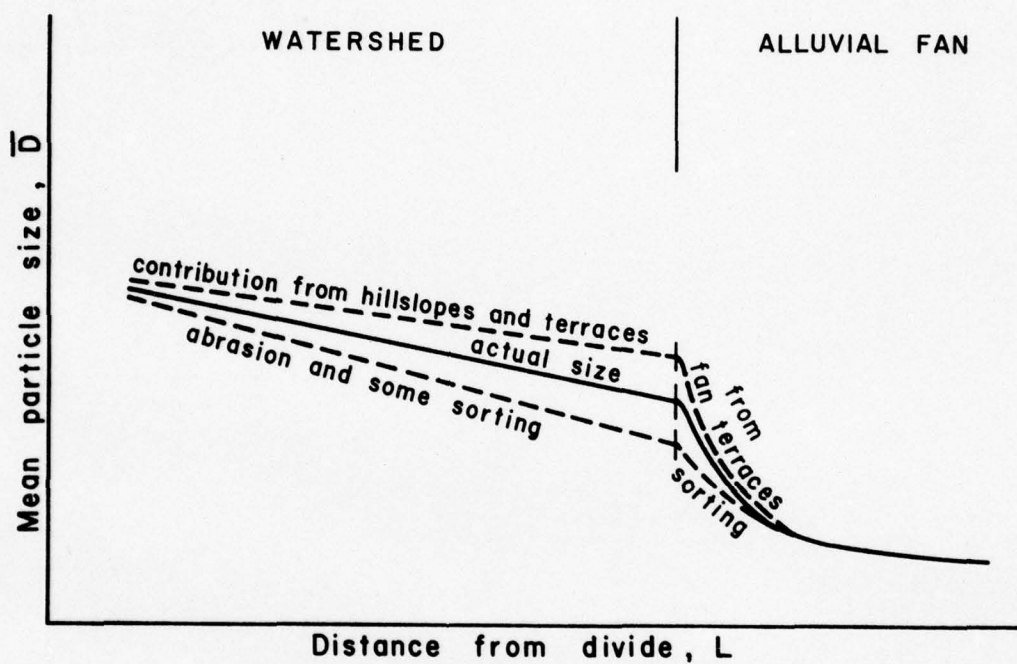 WATERSHED
ALLUVIAL FAN
Mean particle size, D̅
contribution from hillslopes and terraces
actual size
abrasion and some sorting
from
fan terraces
sorting
Distance from divide, L